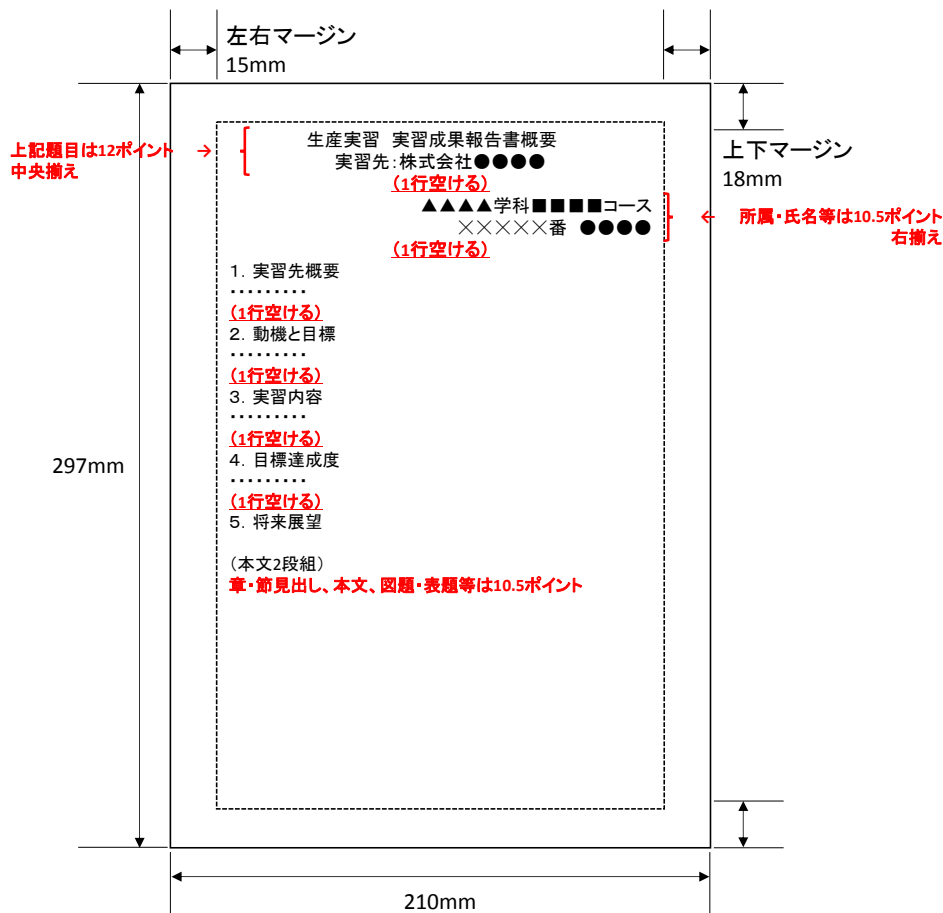 左右マージン
15mm
上記題目は12ポイント →
中央揃え
生産実習 実習成果報告書概要
実習先:株式会社●●●●
(1行空ける)
▲▲▲▲学科■■■■コース
×××××番 ●●●●
(1行空ける)
上下マージン
18mm
← 所属・氏名等は10.5ポイント
右揃え
1. 実習先概要
・・・・・・・・・
(1行空ける)
2. 動機と目標
・・・・・・・・・
(1行空ける)
3. 実習内容
・・・・・・・・・
(1行空ける)
4. 目標達成度
・・・・・・・・・
(1行空ける)
5. 将来展望
(本文2段組)
章・節見出し、本文、図題・表題等は10.5ポイント
297mm
210mm